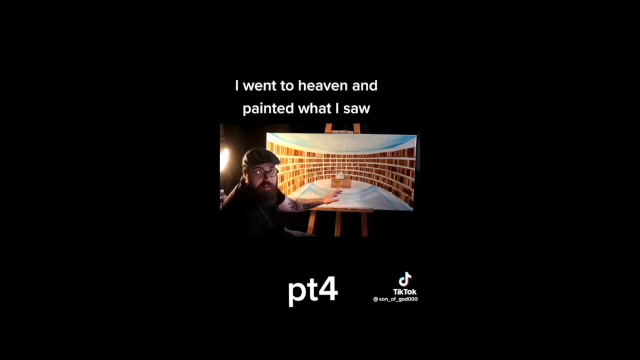 I went to heaven and
painted what I saw
pt4
TikTok
@son_of_god000